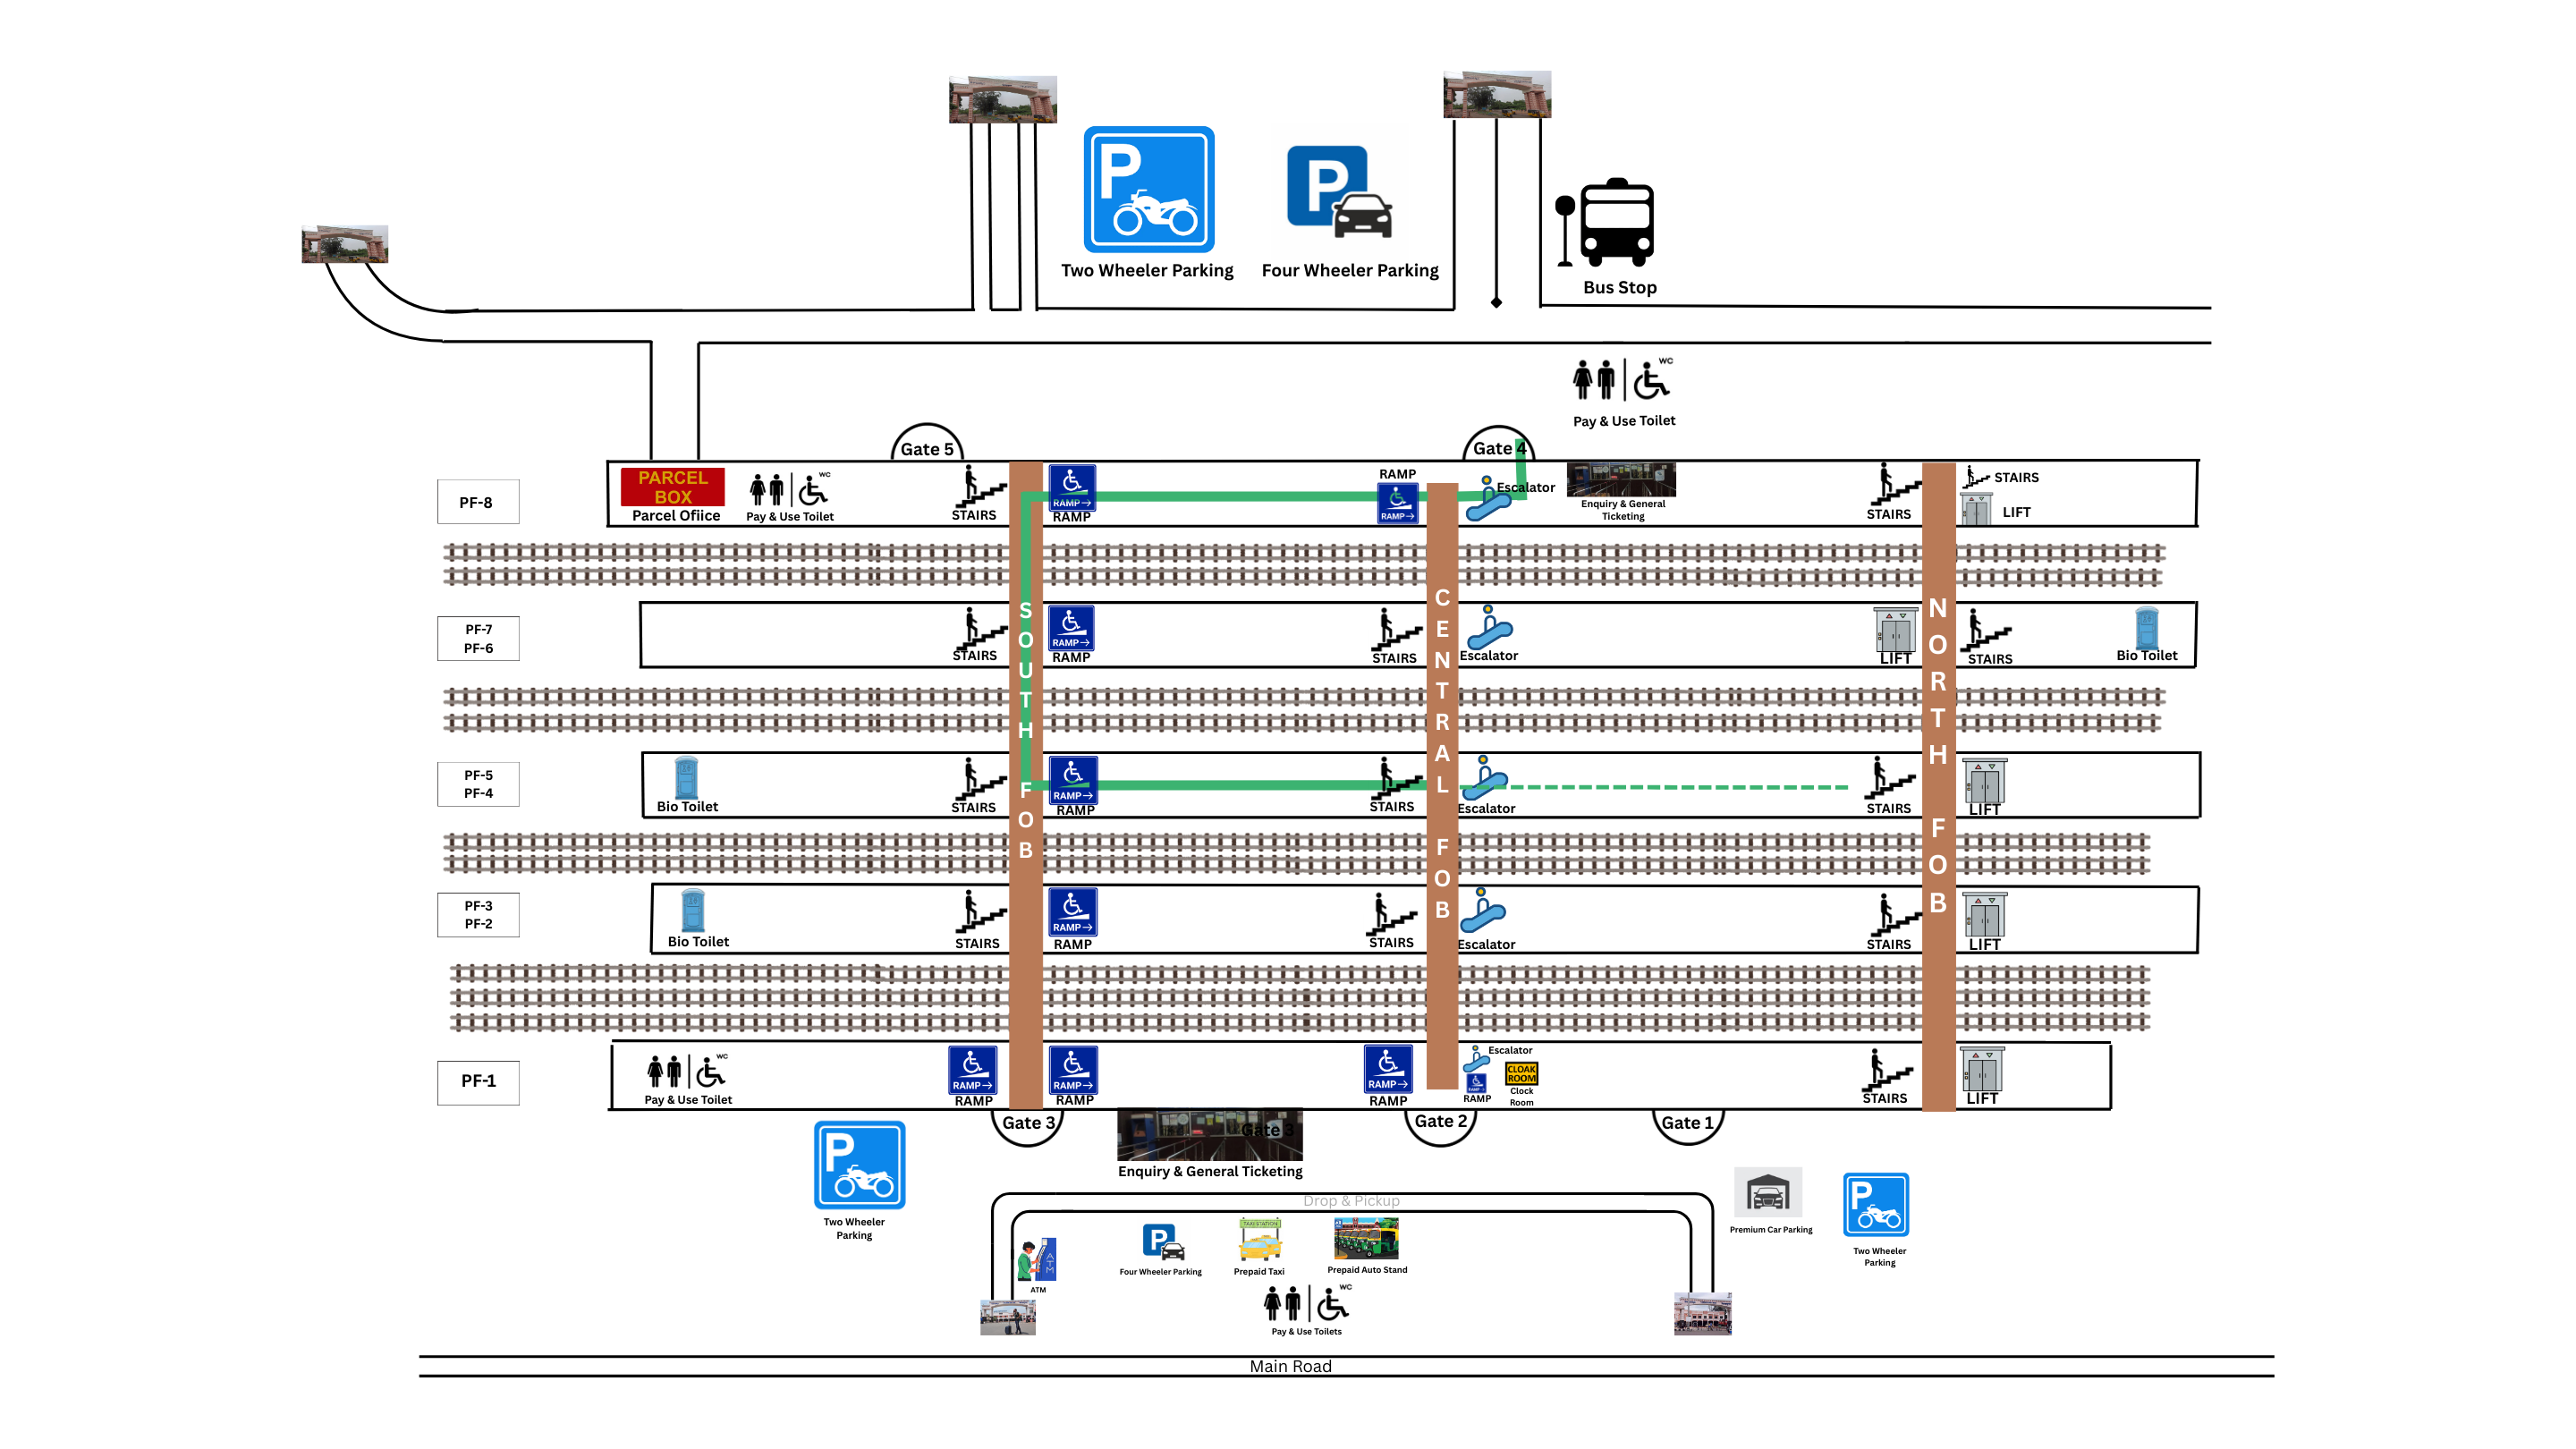 Two Wheeler Parking
Four Wheeler Parking
Bus Stop
WC
Pay & Use Toilet
Gate 5
Gate 4
PF-8
PARCEL
BOX
Parcel Ofiice
WC
Pay & Use Toilet
STAIRS
RAMP→
RAMP
RAMP
RAMP→
Escalator
Enquiry & General
Ticketing
STAIRS
STAIRS
LIFT
PF-7
PF-6
STAIRS
RAMP→
RAMP
STAIRS
Escalator
LIFT
STAIRS
Bio Toilet
PF-5
PF-4
Bio Toilet
STAIRS
RAMP→
RAMP
STAIRS
Escalator
STAIRS
LIFT
PF-3
PF-2
Bio Toilet
STAIRS
RAMP→
RAMP
STAIRS
Escalator
STAIRS
LIFT
SOUTH FOB
CENTRAL FOB
NORTH FOB
PF-1
WC
Pay & Use Toilet
RAMP→
RAMP
RAMP→
RAMP
RAMP→
RAMP
Escalator
RAMP
CLOAK
ROOM
Clock
Room
STAIRS
LIFT
Gate 3
Gate 3
Gate 2
Gate 1
Enquiry & General Ticketing
P
Two Wheeler
Parking
Drop & Pickup
ATM
ATM
P
Four Wheeler Parking
TAXI STATION
Prepaid Taxi
Prepaid Auto Stand
WC
Pay & Use Toilets
Premium Car Parking
P
Two Wheeler
Parking
Main Road